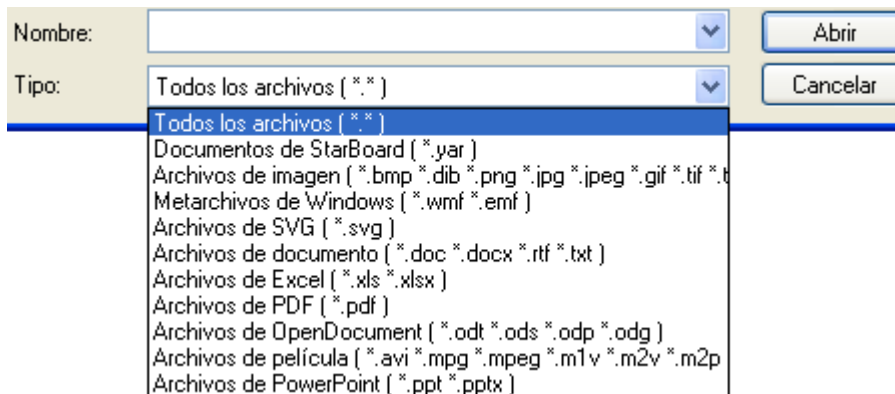 Nombre: Abrir
Tipo: Todos los archivos ( *.* ) Cancelar
Todos los archivos ( *.* )
Documentos de StarBoard ( *.yar )
Archivos de imagen ( *.bmp *.dib *.png *.jpg *.jpeg *.gif *.tif *.t
Metarchivos de Windows ( *.wmf *.emf )
Archivos de SVG ( *.svg )
Archivos de documento ( *.doc *.docx *.rtf *.txt )
Archivos de Excel ( *.xls *.xlsx )
Archivos de PDF ( *.pdf )
Archivos de OpenDocument ( *.odt *.ods *.odp *.odg )
Archivos de película ( *.avi *.mpg *.mpeg *.m1v *.m2v *.m2p
Archivos de PowerPoint ( *.ppt *.pptx )